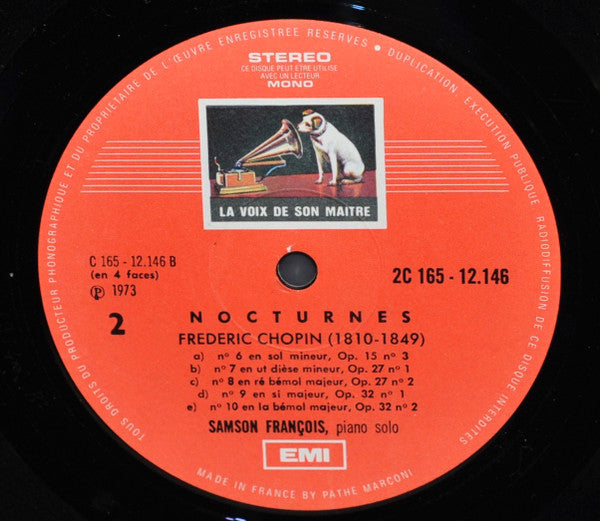 TOUS DROITS DU PRODUCTEUR PHONOGRAPHIQUE ET DU PROPRIETAIRE DE L'ŒUVRE ENREGISTREE RESERVES • DUPLICATION, EXECUTION PUBLIQUE, RADIODIFFUSION DE CE DISQUE INTERDITES
STEREO
CE DISQUE PEUT ETRE UTILISE
AVEC UN LECTEUR
MONO
LA VOIX DE SON MAITRE
C 165 - 12.146 B
(en 4 faces)
℗ 1973
2C 165 - 12.146
2
NOCTURNES
FREDERIC CHOPIN (1810-1849)
a) nº 6 en sol mineur, Op. 15 nº 3
b) nº 7 en ut dièse mineur, Op. 27 nº 1
c) nº 8 en ré bémol majeur, Op. 27 nº 2
d) nº 9 en si majeur, Op. 32 nº 1
e) nº 10 en la bémol majeur, Op. 32 nº 2
SAMSON FRANÇOIS, piano solo
EMI
MADE IN FRANCE BY PATHE MARCONI